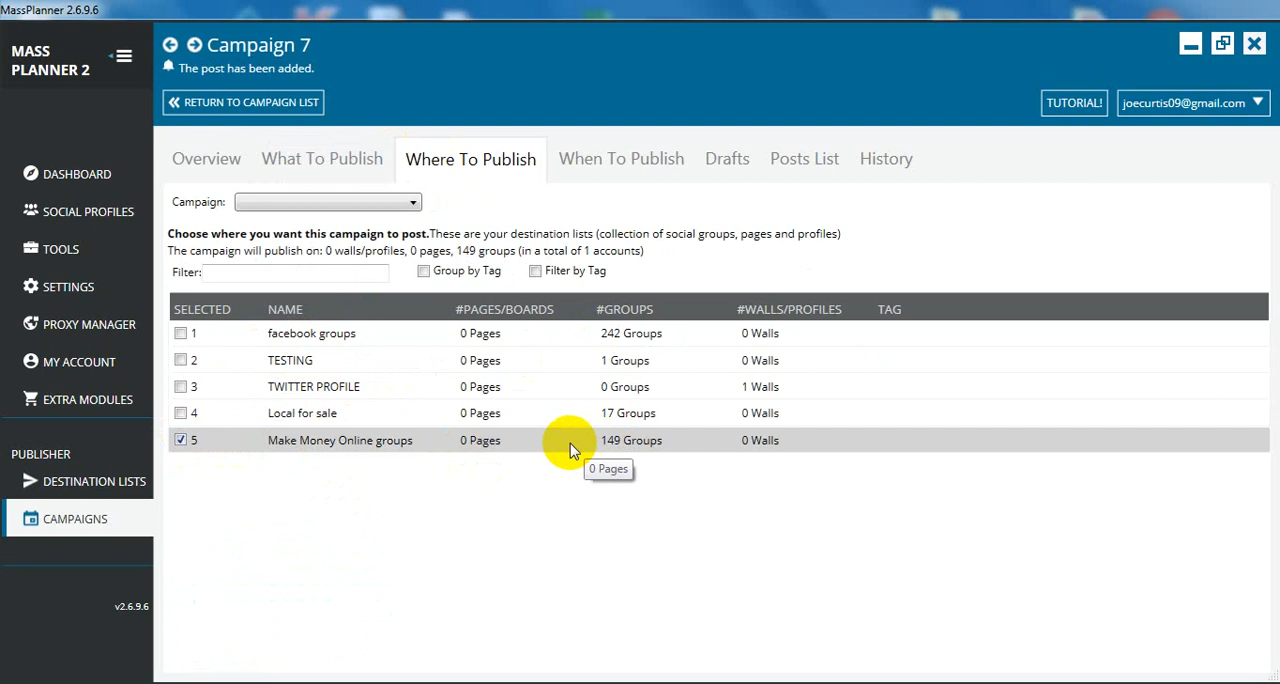 MassPlanner 2.6.9.6
MASS
PLANNER 2
Campaign 7
The post has been added.
RETURN TO CAMPAIGN LIST
TUTORIAL!
joecurtis09@gmail.com
DASHBOARD
SOCIAL PROFILES
TOOLS
SETTINGS
PROXY MANAGER
MY ACCOUNT
EXTRA MODULES
PUBLISHER
DESTINATION LISTS
CAMPAIGNS
v2.6.9.6
Overview What To Publish Where To Publish When To Publish Drafts Posts List History
Campaign:
Choose where you want this campaign to post.These are your destination lists (collection of social groups, pages and profiles)
The campaign will publish on: 0 walls/profiles, 0 pages, 149 groups (in a total of 1 accounts)
Filter: Group by Tag Filter by Tag
SELECTED NAME #PAGES/BOARDS #GROUPS #WALLS/PROFILES TAG
1 facebook groups 0 Pages 242 Groups 0 Walls
2 TESTING 0 Pages 1 Groups 0 Walls
3 TWITTER PROFILE 0 Pages 0 Groups 1 Walls
4 Local for sale 0 Pages 17 Groups 0 Walls
5 Make Money Online groups 0 Pages 149 Groups 0 Walls
0 Pages